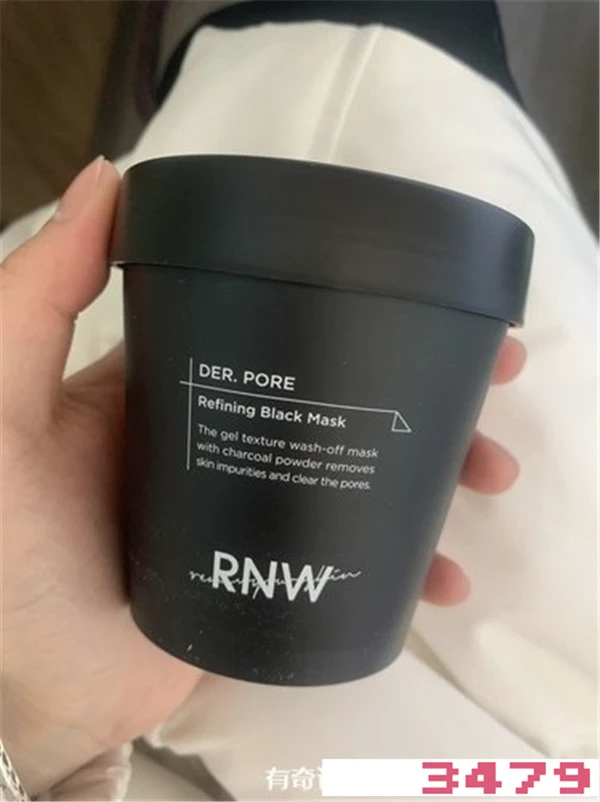 DER. PORE
Refining Black Mask
The gel texture wash-off mask
with charcoal powder removes
skin impurities and clear the pores.
RNW
有奇
3479